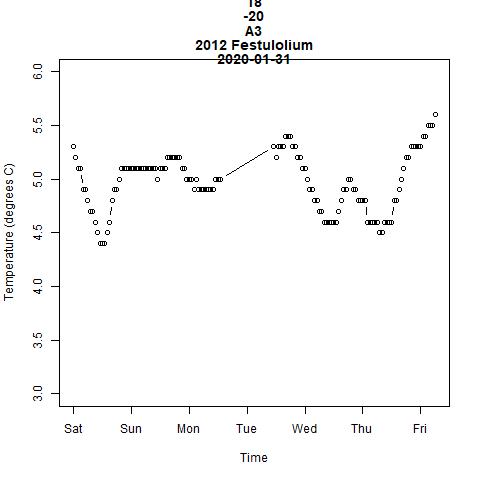 18
-20
A3
2012 Festulolium
2020-01-31
6.0
5.5
5.0
4.5
4.0
3.5
3.0
Temperature (degrees C)
Sat Sun Mon Tue Wed Thu Fri
Time